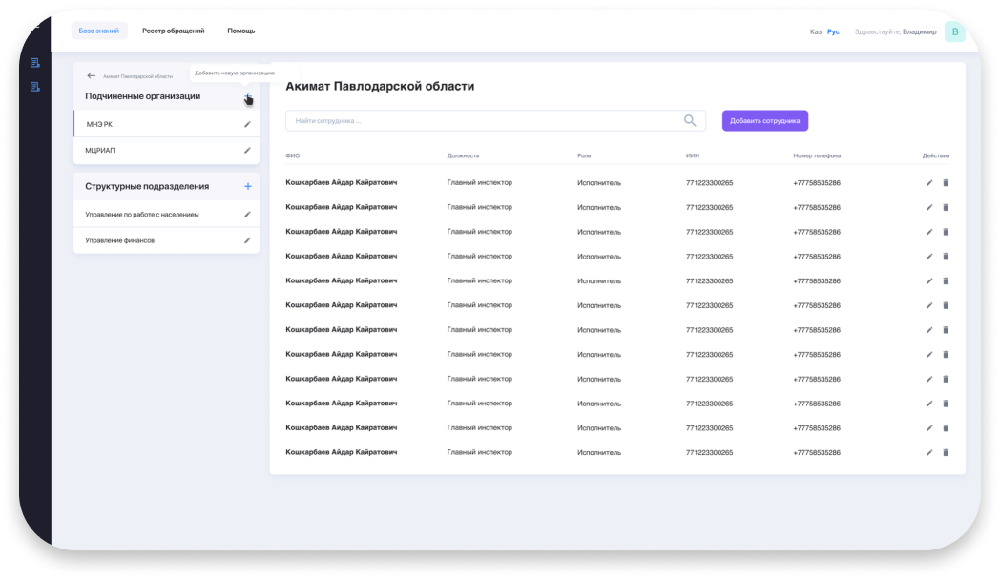 База знаний Реестр обращений Помощь Каз Рус Здравствуйте, Владимир В
Акимат Павлодарской области
Добавить новую организацию
Подчиненные организации
МНЭ РК
МЦРИАП
Структурные подразделения
Управление по работе с населением
Управление финансов
Акимат Павлодарской области
Найти сотрудника ... Добавить сотрудника
ФИО Должность Роль ИИН Номер телефона Действия
Кошкарбаев Айдар Кайратович Главный инспектор Исполнитель 771223300265 +77758535286
Кошкарбаев Айдар Кайратович Главный инспектор Исполнитель 771223300265 +77758535286
Кошкарбаев Айдар Кайратович Главный инспектор Исполнитель 771223300265 +77758535286
Кошкарбаев Айдар Кайратович Главный инспектор Исполнитель 771223300265 +77758535286
Кошкарбаев Айдар Кайратович Главный инспектор Исполнитель 771223300265 +77758535286
Кошкарбаев Айдар Кайратович Главный инспектор Исполнитель 771223300265 +77758535286
Кошкарбаев Айдар Кайратович Главный инспектор Исполнитель 771223300265 +77758535286
Кошкарбаев Айдар Кайратович Главный инспектор Исполнитель 771223300265 +77758535286
Кошкарбаев Айдар Кайратович Главный инспектор Исполнитель 771223300265 +77758535286
Кошкарбаев Айдар Кайратович Главный инспектор Исполнитель 771223300265 +77758535286
Кошкарбаев Айдар Кайратович Главный инспектор Исполнитель 771223300265 +77758535286
Кошкарбаев Айдар Кайратович Главный инспектор Исполнитель 771223300265 +77758535286